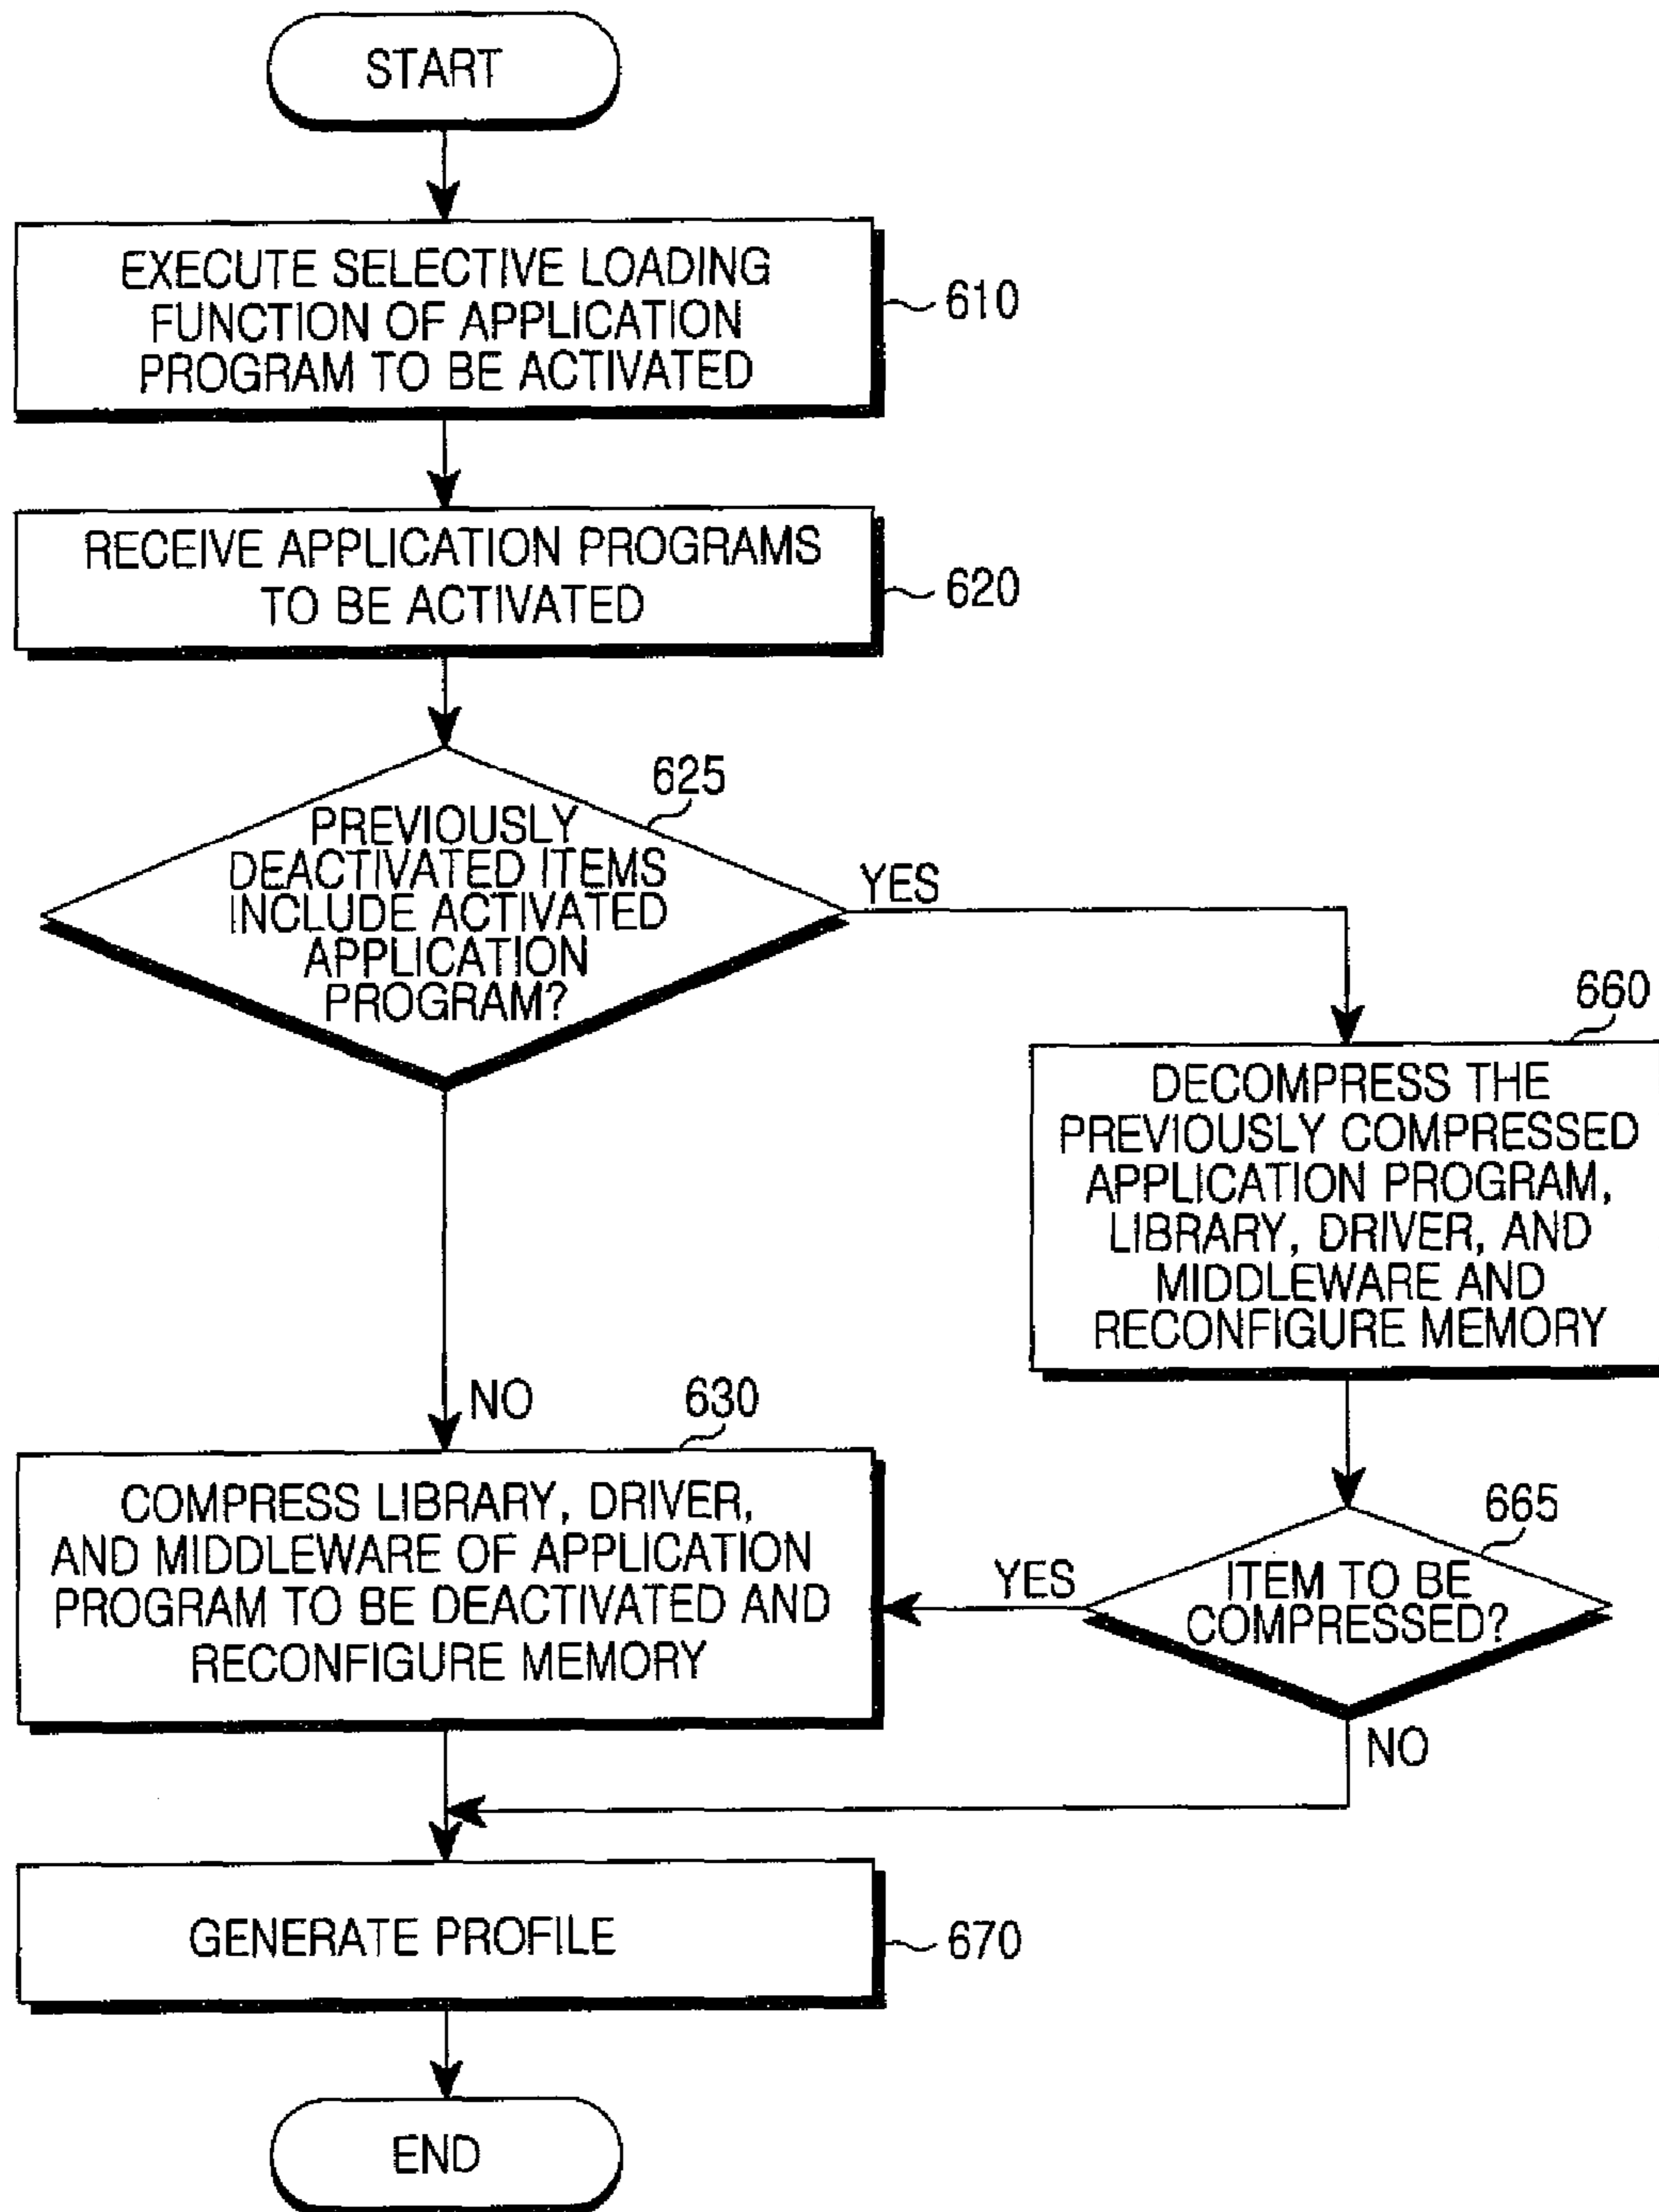 START
EXECUTE SELECTIVE LOADING
FUNCTION OF APPLICATION
PROGRAM TO BE ACTIVATED
610
RECEIVE APPLICATION PROGRAMS
TO BE ACTIVATED
620
625
PREVIOUSLY
DEACTIVATED ITEMS
INCLUDE ACTIVATED
APPLICATION
PROGRAM?
YES
660
DECOMPRESS THE
PREVIOUSLY COMPRESSED
APPLICATION PROGRAM,
LIBRARY, DRIVER, AND
MIDDLEWARE AND
RECONFIGURE MEMORY
NO
630
COMPRESS LIBRARY, DRIVER,
AND MIDDLEWARE OF APPLICATION
PROGRAM TO BE DEACTIVATED AND
RECONFIGURE MEMORY
665
YES
ITEM TO BE
COMPRESSED?
NO
GENERATE PROFILE
670
END